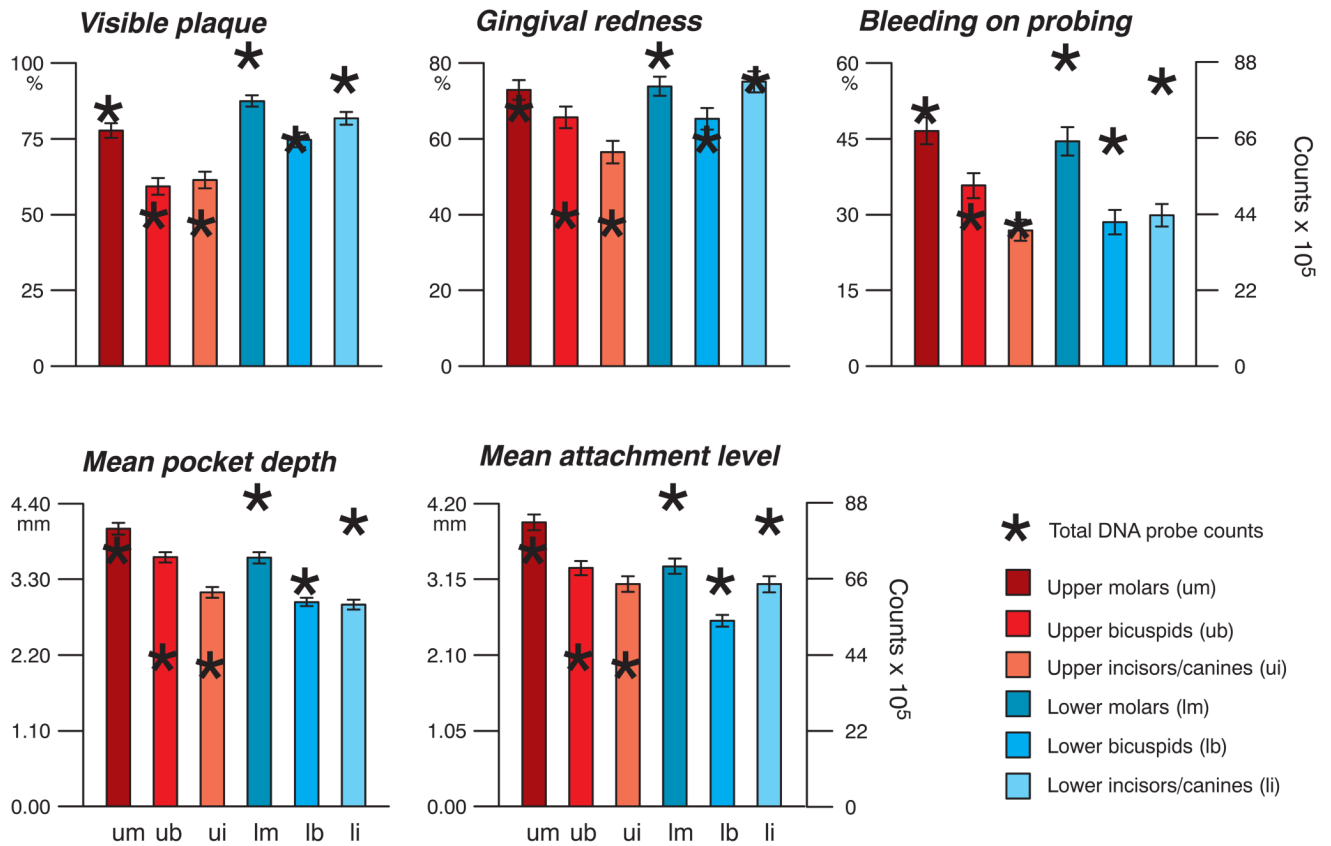 Visible plaque
100
%
75
50
25
0
Gingival redness
80
%
60
40
20
0
Bleeding on probing
60
%
45
30
15
0
88
66
44
22
0
Counts x 10⁵
Mean pocket depth
4.40
mm
3.30
2.20
1.10
0.00
um ub ui lm lb li
Mean attachment level
4.20
mm
3.15
2.10
1.05
0.00
um ub ui lm lb li
88
66
44
22
0
Counts x 10⁵
Total DNA probe counts
Upper molars (um)
Upper bicuspids (ub)
Upper incisors/canines (ui)
Lower molars (lm)
Lower bicuspids (lb)
Lower incisors/canines (li)